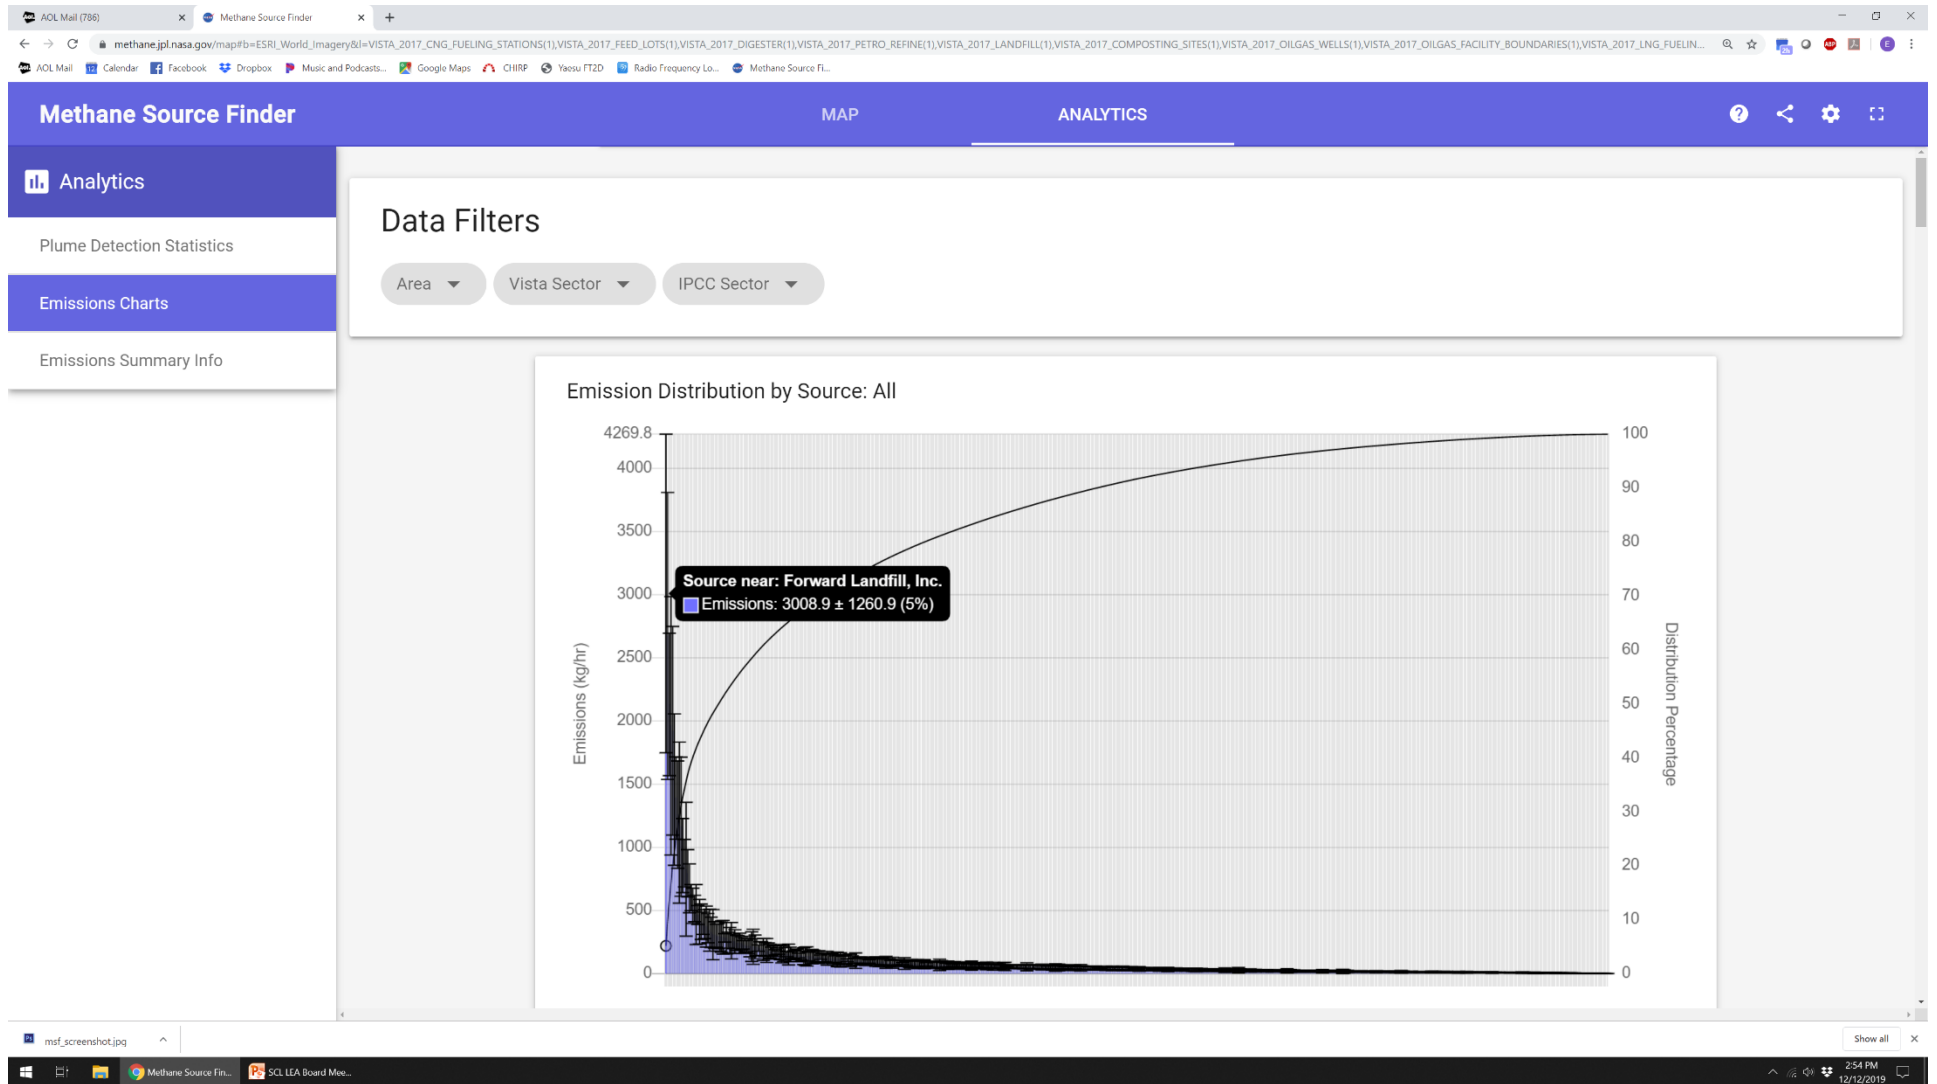 AOL Mail (786)
Methane Source Finder
methane.jpl.nasa.gov/map#b=ESRI_World_Imagery&l=VISTA_2017_CNG_FUELING_STATIONS(1),VISTA_2017_FEED_LOTS(1),VISTA_2017_DIGESTER(1),VISTA_2017_PETRO_REFINE(1),VISTA_2017_LANDFILL(1),VISTA_2017_COMPOSTING_SITES(1),VISTA_2017_OILGAS_WELLS(1),VISTA_2017_OILGAS_FACILITY_BOUNDARIES(1),VISTA_2017_LNG_FUELIN...
AOL Mail Calendar Facebook Dropbox Music and Podcasts... Google Maps CHIRP Yaesu FT2D Radio Frequency Lo... Methane Source Fi...
Methane Source Finder
MAP
ANALYTICS
Analytics
Plume Detection Statistics
Emissions Charts
Emissions Summary Info
Data Filters
Area
Vista Sector
IPCC Sector
Emission Distribution by Source: All
4269.8
4000
3500
3000
2500
2000
1500
1000
500
0
Emissions (kg/hr)
Source near: Forward Landfill, Inc.
Emissions: 3008.9 ± 1260.9 (5%)
100
90
80
70
60
50
40
30
20
10
0
Distribution Percentage
msf_screenshot.jpg
Show all
Methane Source Fin...
SCL LEA Board Mee...
2:54 PM
12/12/2019